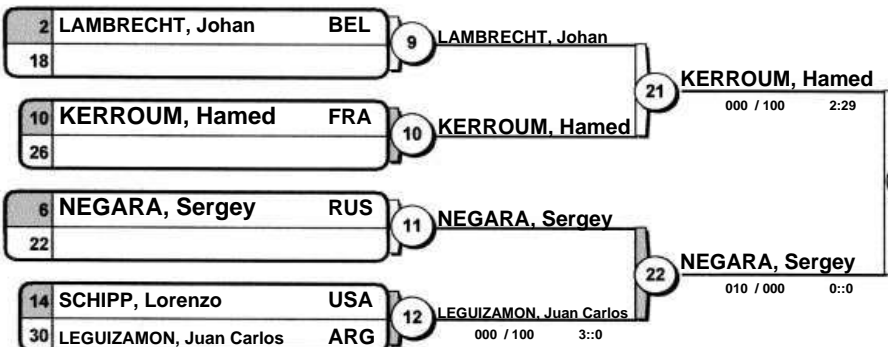 2 LAMBRECHT, Johan BEL
18
9
LAMBRECHT, Johan
10 KERROUM, Hamed FRA
26
10
KERROUM, Hamed
21
KERROUM, Hamed
000 / 100 2:29
6 NEGARA, Sergey RUS
22
11
NEGARA, Sergey
14 SCHIPP, Lorenzo USA
30 LEGUIZAMON, Juan Carlos ARG
12
LEGUIZAMON, Juan Carlos
000 / 100 3::0
22
NEGARA, Sergey
010 / 000 0::0